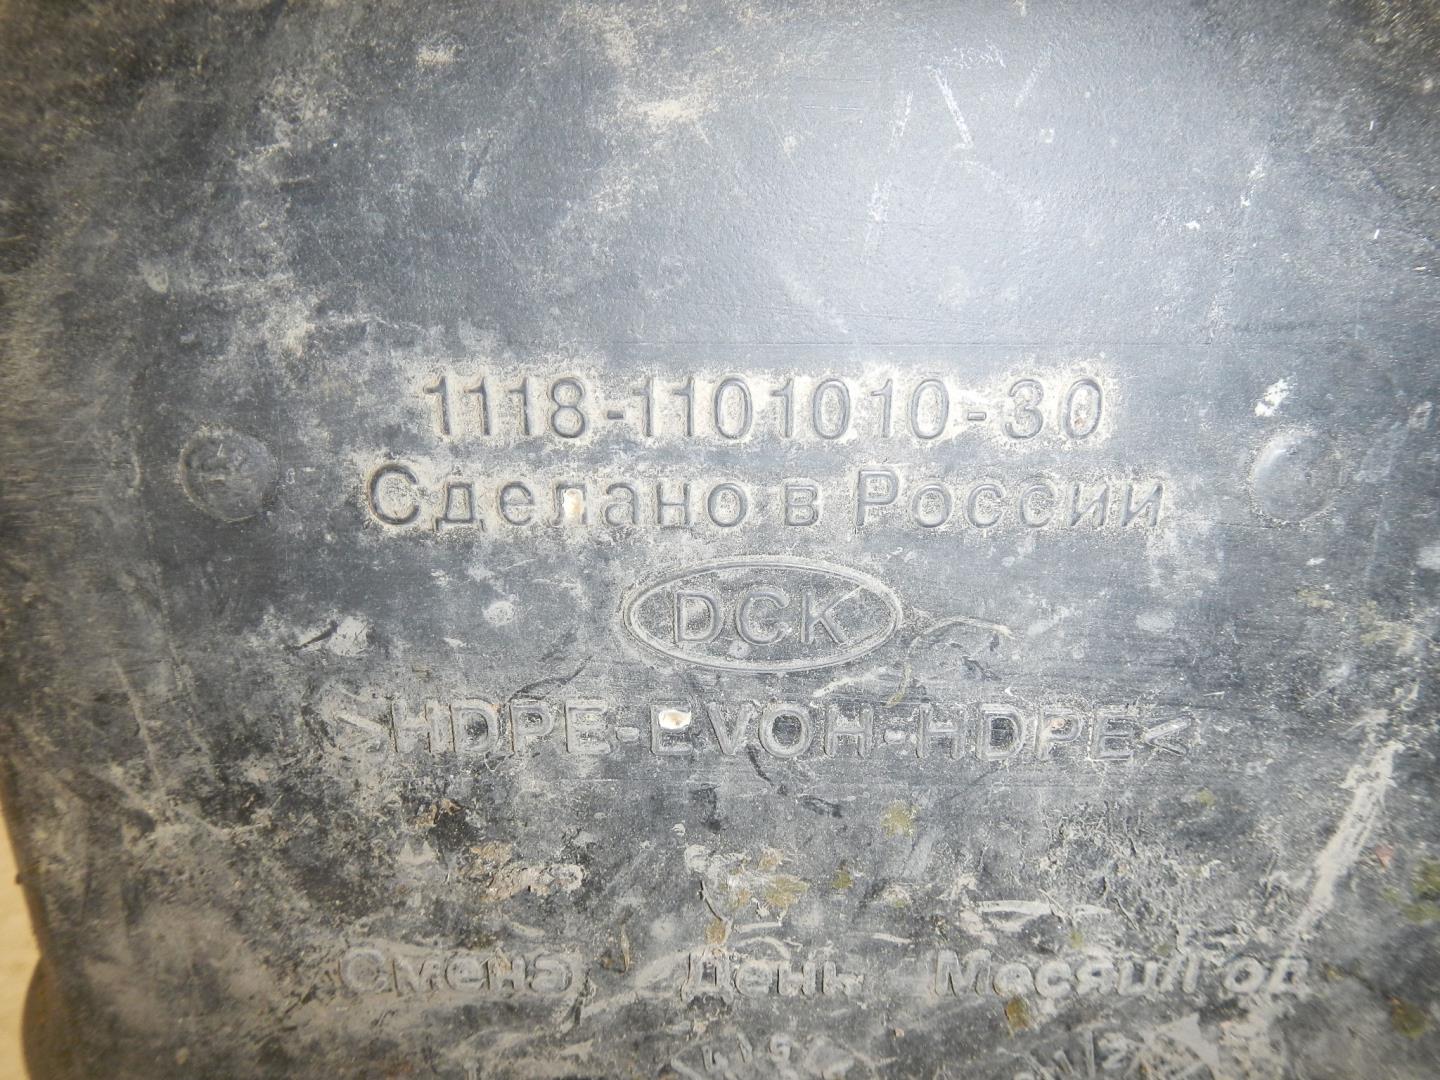 1118-1101010-30
Сделано в России
DCK
>HDPE-EVOH-HDPE<
Смена День Месяц Год